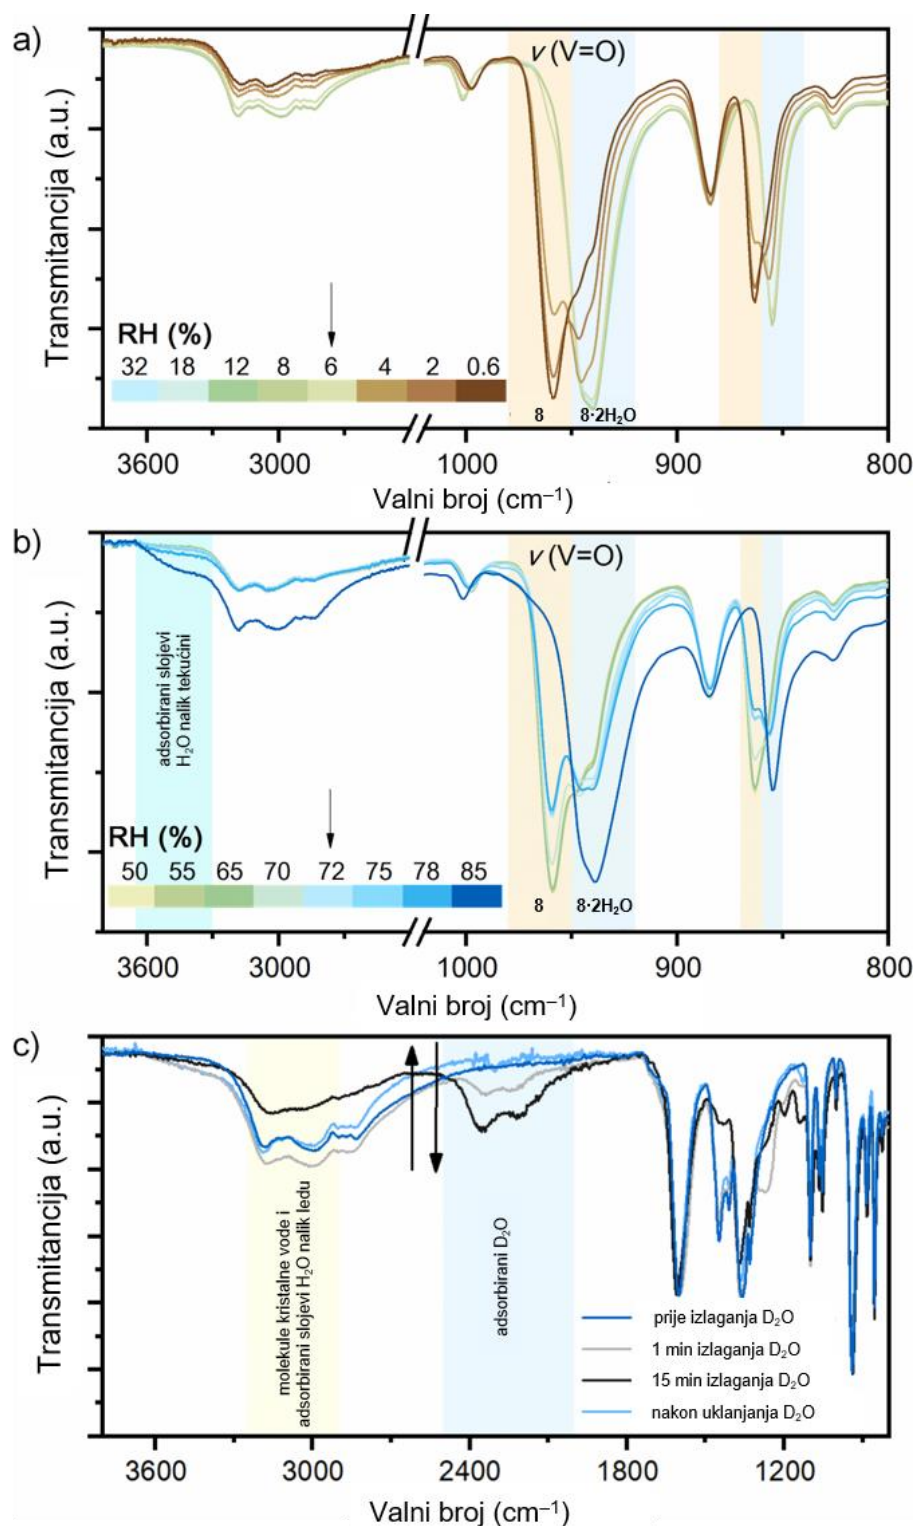 a)
ν (V=O)
Transmitancija (a.u.)
RH (%)
32 18 12 8 6 4 2 0.6
8 8·2H₂O
3600 3000 1000 900 800
Valni broj (cm⁻¹)
b)
ν (V=O)
Transmitancija (a.u.)
adsorbirani slojevi
H₂O nalik tekućini
RH (%)
50 55 65 70 72 75 78 85
8 8·2H₂O
3600 3000 1000 900 800
Valni broj (cm⁻¹)
c)
Transmitancija (a.u.)
molekule kristalne vode i
adsorbirani slojevi H₂O nalik ledu
adsorbirani D₂O
prije izlaganja D₂O
1 min izlaganja D₂O
15 min izlaganja D₂O
nakon uklanjanja D₂O
3600 3000 2400 1800 1200
Valni broj (cm⁻¹)